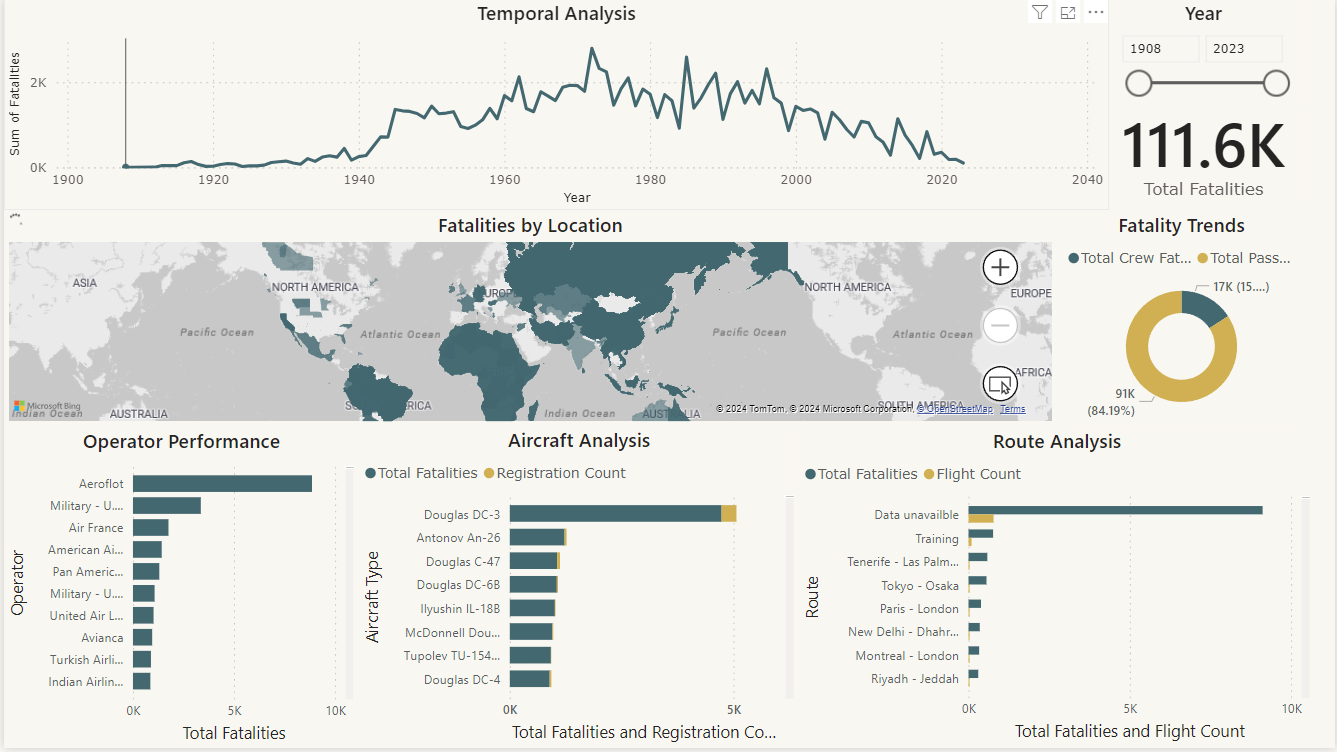 Temporal Analysis
Sum of Fatalities
2K
0K
1900
1920
1940
1960
1980
2000
2020
2040
Year
Year
1908
2023
111.6K
Total Fatalities
Fatalities by Location
ASIA
NORTH AMERICA
EUROP
NORTH AMERICA
EUROPE
Pacific Ocean
Atlantic Ocean
Pacific Ocean
Atlantic Ocean
AFRICA
Microsoft Bing
Indian Ocean
AUSTRALIA
SOUTH AMERICA
Indian Ocean
AUSTRALIA
SOUTH AMERICA
© 2024 TomTom, © 2024 Microsoft Corporation, © OpenStreetMap Terms
Fatality Trends
Total Crew Fat...
Total Pass...
17K (15....)
91K
(84.19%)
Operator Performance
Operator
Aeroflot
Military - U....
Air France
American Ai...
Pan Americ...
Military - U....
United Air L...
Avianca
Turkish Airli...
Indian Airlin...
0K
5K
10K
Total Fatalities
Aircraft Analysis
Total Fatalities
Registration Count
Aircraft Type
Douglas DC-3
Antonov An-26
Douglas C-47
Douglas DC-6B
Ilyushin IL-18B
McDonnell Dou...
Tupolev TU-154...
Douglas DC-4
0K
5K
Total Fatalities and Registration Co...
Route Analysis
Total Fatalities
Flight Count
Route
Data unavailble
Training
Tenerife - Las Palm...
Tokyo - Osaka
Paris - London
New Delhi - Dhahr...
Montreal - London
Riyadh - Jeddah
0K
5K
10K
Total Fatalities and Flight Count